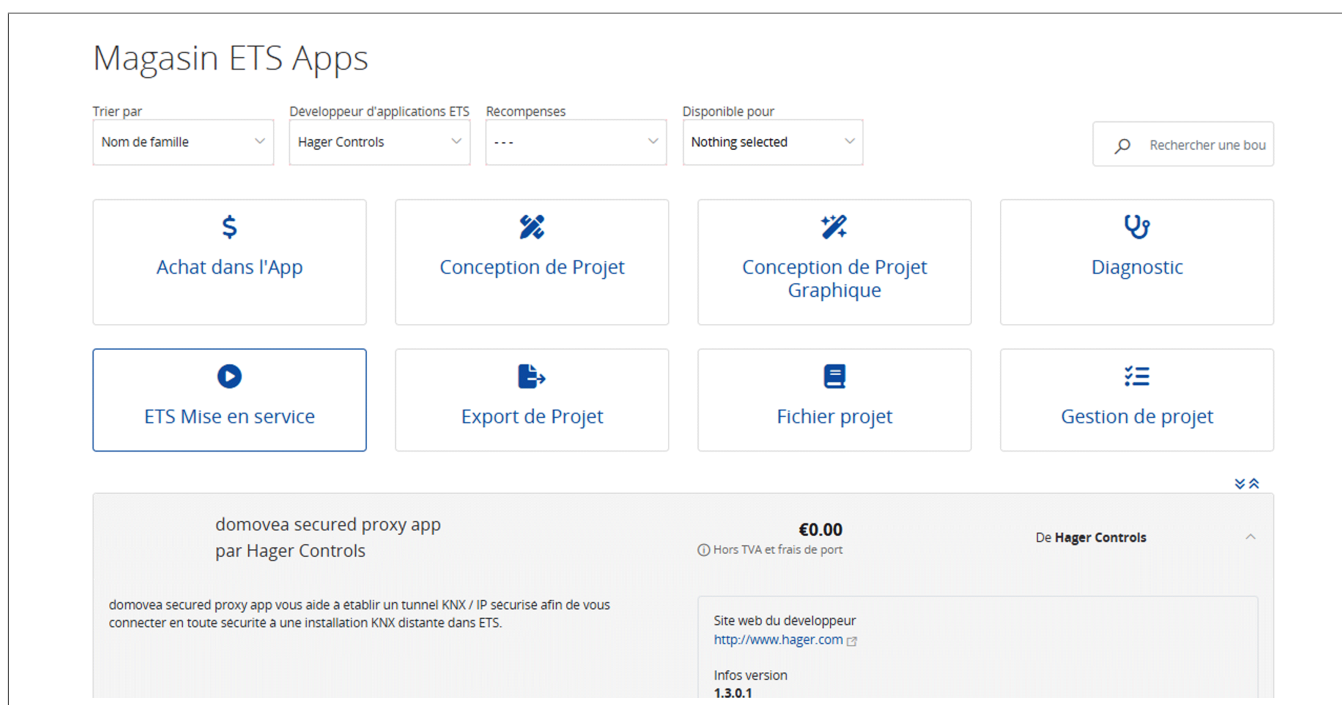 Magasin ETS Apps
Trier par
Développeur d'applications ETS
Récompenses
Disponible pour
Nom de famille
Hager Controls
- - -
Nothing selected
Rechercher une bou
Achat dans l'App
Conception de Projet
Conception de Projet
Graphique
Diagnostic
ETS Mise en service
Export de Projet
Fichier projet
Gestion de projet
domovea secured proxy app
par Hager Controls
€0.00
Hors TVA et frais de port
De Hager Controls
domovea secured proxy app vous aide à établir un tunnel KNX / IP sécurisé afin de vous
connecter en toute sécurité à une installation KNX distante dans ETS.
Site web du développeur
http://www.hager.com
Infos version
1.3.0.1